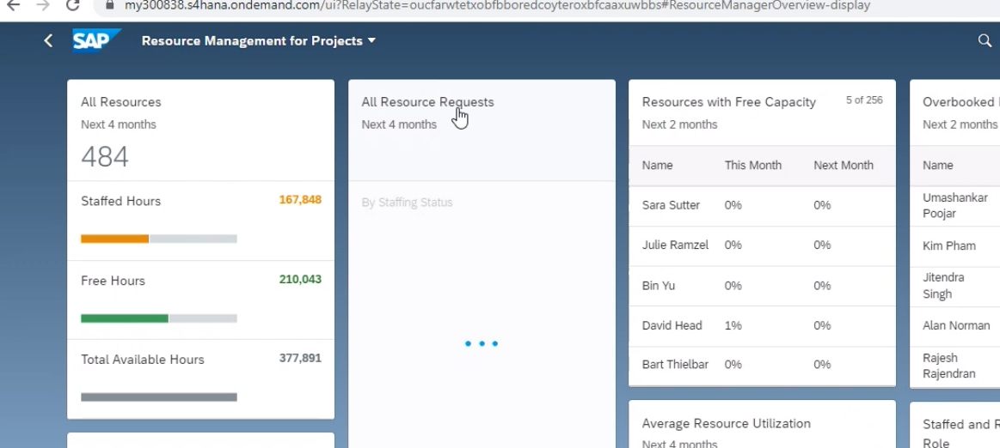 my300838.s4hana.ondemand.com/ui?RelayState=oucfarwtetxobfbboredcoyteroxbfcaaxuwbbs#ResourceManagerOverview-display
SAP Resource Management for Projects
All Resources
Next 4 months
484
Staffed Hours 167,848
Free Hours 210,043
Total Available Hours 377,891
All Resource Requests
Next 4 months
By Staffing Status
Resources with Free Capacity 5 of 256
Next 2 months
Name This Month Next Month
Sara Sutter 0% 0%
Julie Ramzel 0% 0%
Bin Yu 0% 0%
David Head 1% 0%
Bart Thielbar 0% 0%
Average Resource Utilization
Next 4 months
Overbooked
Next 2 months
Name
Umashankar
Poojar
Kim Pham
Jitendra
Singh
Alan Norman
Rajesh
Rajendran
Staffed and R
Role